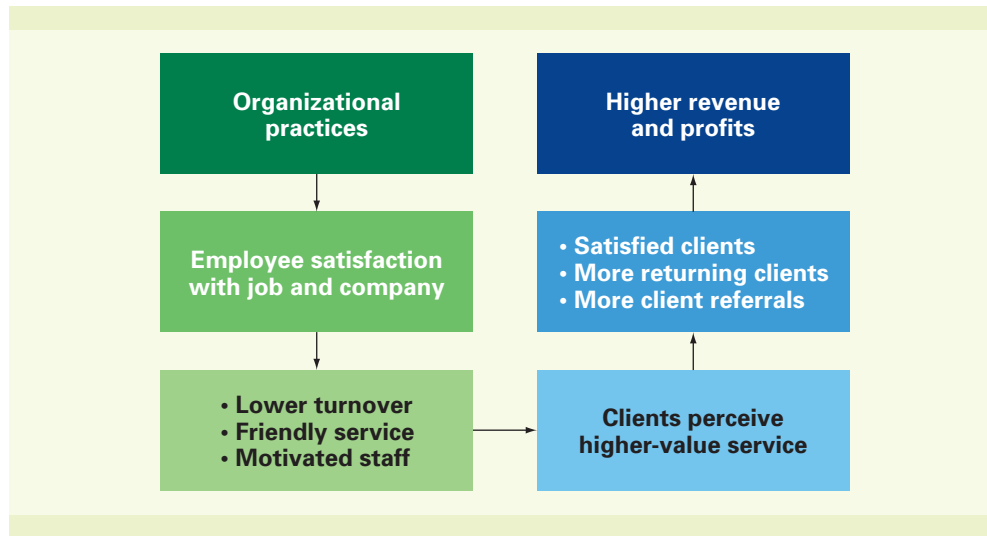 Organizational
practices
Employee satisfaction
with job and company
• Lower turnover
• Friendly service
• Motivated staff
Clients perceive
higher-value service
• Satisfied clients
• More returning clients
• More client referrals
Higher revenue
and profits